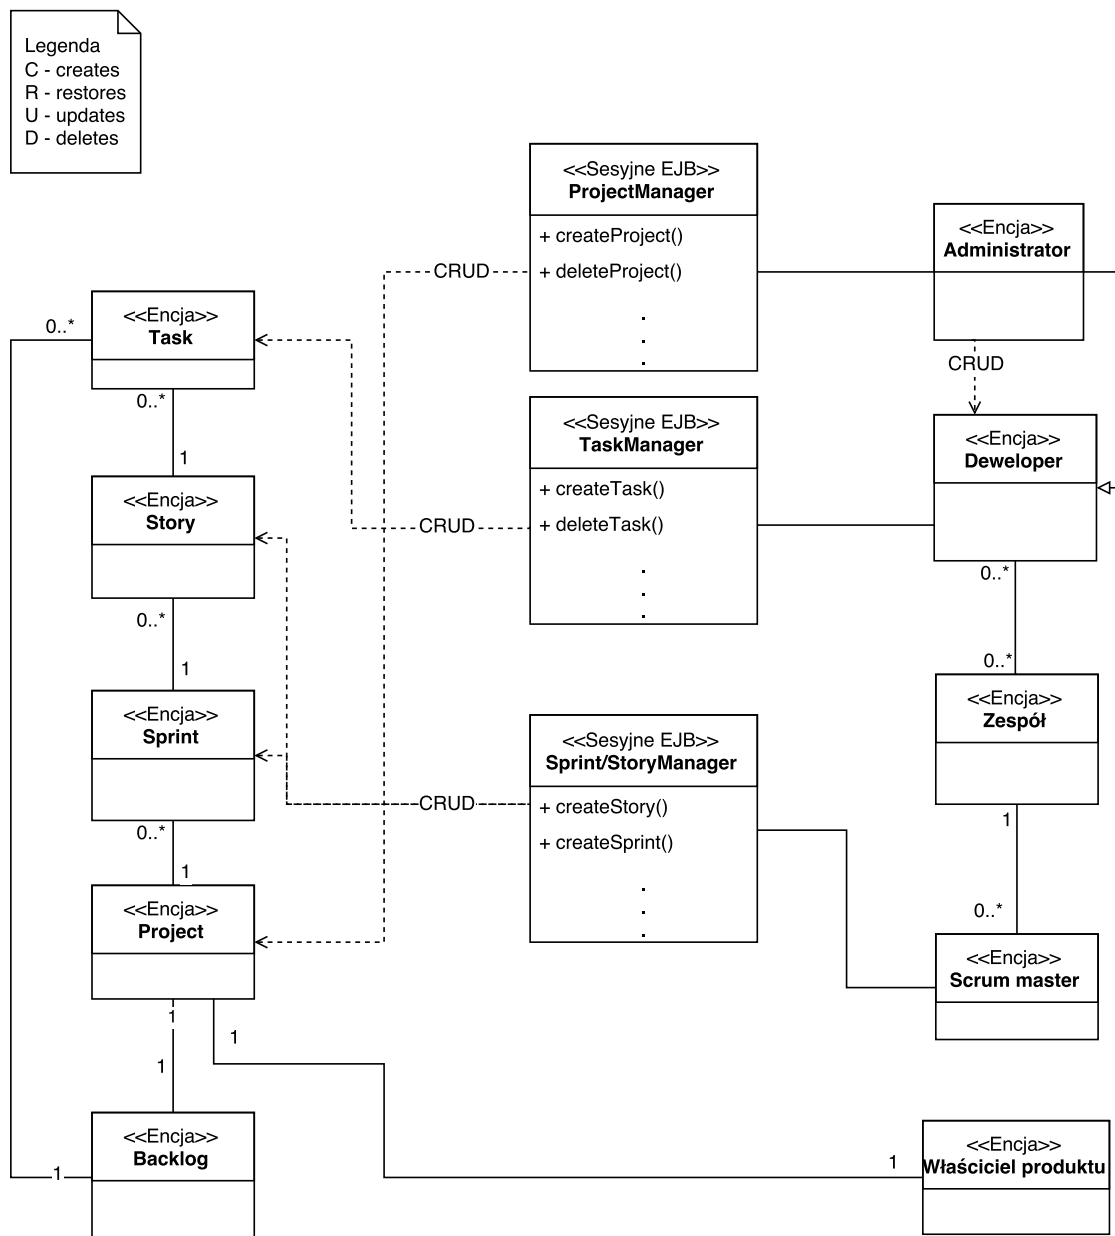 Legenda
C - creates
R - restores
U - updates
D - deletes
<<Sesyjne EJB>>
ProjectManager
+ createProject()
+ deleteProject()
.
.
.
<<Encja>>
Administrator
CRUD
CRUD
<<Encja>>
Task
0..*
0..*
1
<<Sesyjne EJB>>
TaskManager
+ createTask()
+ deleteTask()
.
.
.
CRUD
<<Encja>>
Deweloper
0..*
0..*
<<Encja>>
Story
0..*
1
<<Encja>>
Sprint
0..*
1
<<Sesyjne EJB>>
Sprint/StoryManager
+ createStory()
+ createSprint()
.
.
.
CRUD
<<Encja>>
Zespół
1
0..*
<<Encja>>
Scrum master
<<Encja>>
Project
1
1
1
<<Encja>>
Backlog
1
1
<<Encja>>
Właściciel produktu